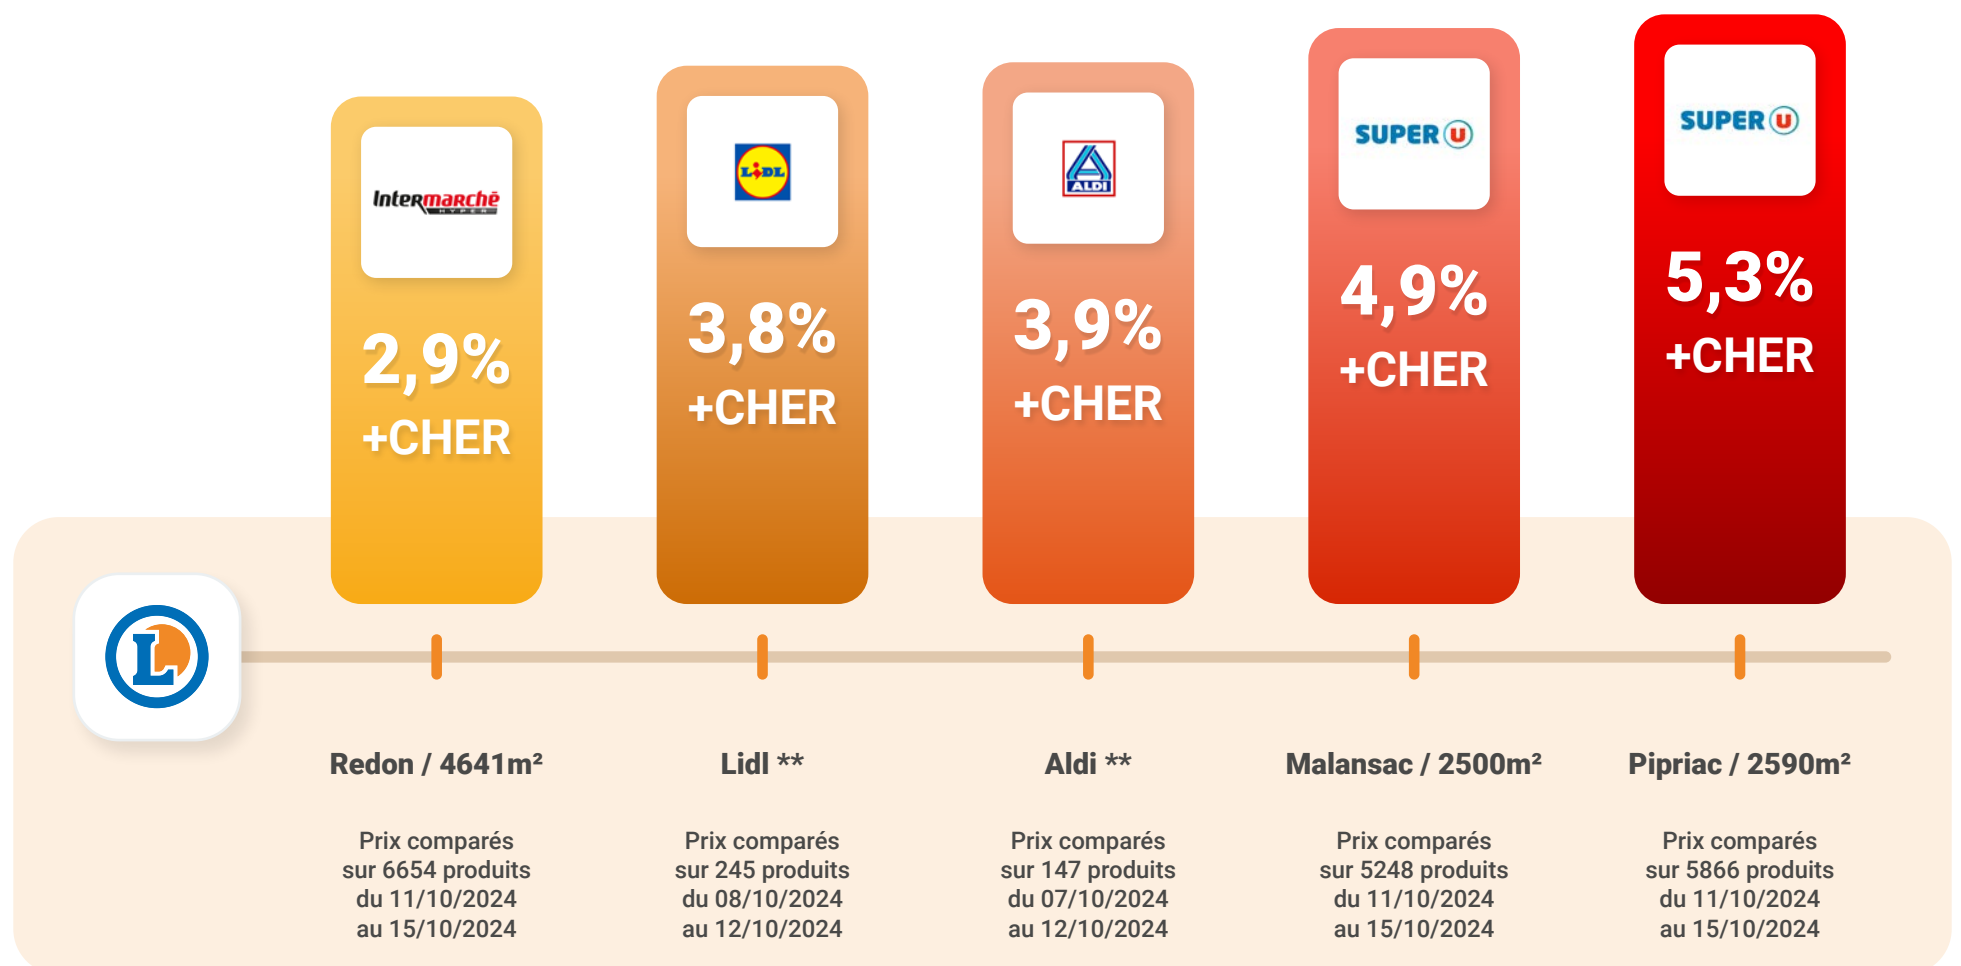 Intermarché
HYPER
2,9%
+CHER
LiDL
3,8%
+CHER
ALDI
3,9%
+CHER
SUPER U
4,9%
+CHER
SUPER U
5,3%
+CHER
L
Redon / 4641m²
Prix comparés
sur 6654 produits
du 11/10/2024
au 15/10/2024
Lidl **
Prix comparés
sur 245 produits
du 08/10/2024
au 12/10/2024
Aldi **
Prix comparés
sur 147 produits
du 07/10/2024
au 12/10/2024
Malansac / 2500m²
Prix comparés
sur 5248 produits
du 11/10/2024
au 15/10/2024
Pipriac / 2590m²
Prix comparés
sur 5866 produits
du 11/10/2024
au 15/10/2024